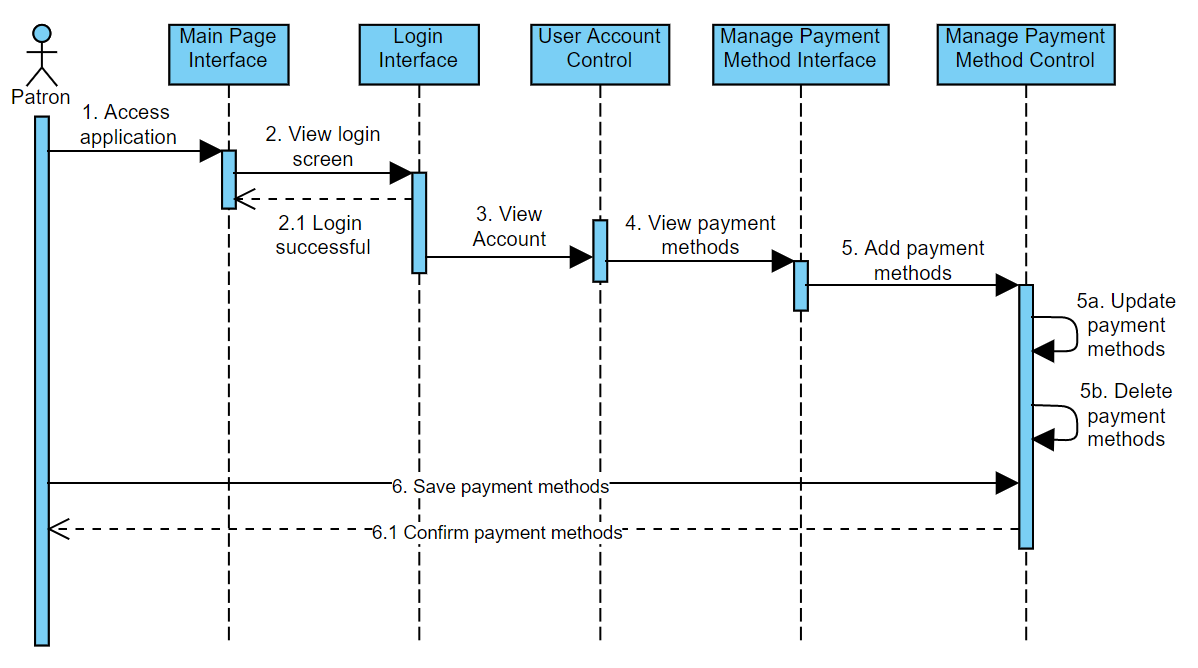 Patron
Main Page
Interface
Login
Interface
User Account
Control
Manage Payment
Method Interface
Manage Payment
Method Control
1. Access
application
2. View login
screen
2.1 Login
successful
3. View
Account
4. View payment
methods
5. Add payment
methods
5a. Update
payment
methods
5b. Delete
payment
methods
6. Save payment methods
6.1 Confirm payment methods